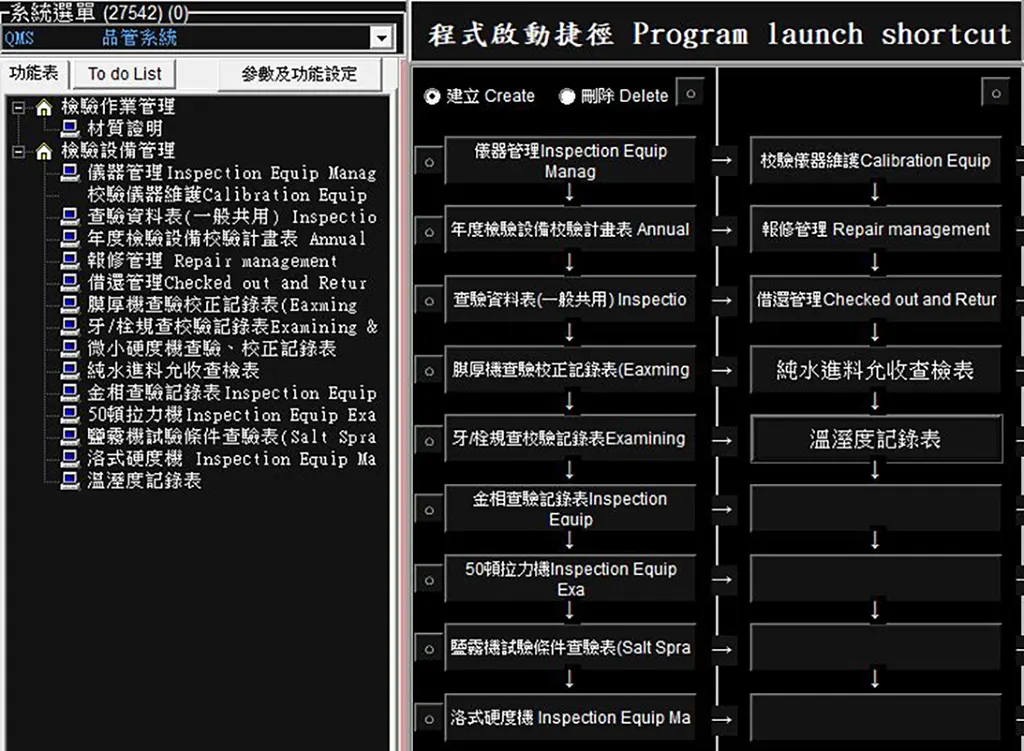 系統選單 (27542) (0)
QMS 品管系統
功能表 To do List 參數及功能設定
檢驗作業管理
材質證明
檢驗設備管理
儀器管理Inspection Equip Manag
校驗儀器維護Calibration Equip
查驗資料表(一般共用) Inspectio
年度檢驗設備校驗計畫表 Annual
報修管理 Repair management
借還管理Checked out and Retur
膜厚機查驗校正記錄表(Eaxming
牙/栓規查校驗記錄表Examining &
微小硬度機查驗、校正記錄表
純水進料允收查檢表
金相查驗記錄表Inspection Equip
50頓拉力機Inspection Equip Exa
鹽霧機試驗條件查驗表(Salt Spra
洛式硬度機 Inspection Equip Ma
溫溼度記錄表
程式啟動捷徑 Program launch shortcut
建立 Create 刪除 Delete
儀器管理Inspection Equip
Manag
年度檢驗設備校驗計畫表 Annual
查驗資料表(一般共用) Inspectio
膜厚機查驗校正記錄表(Eaxming
牙/栓規查校驗記錄表Examining
金相查驗記錄表Inspection
Equip
50頓拉力機Inspection Equip
Exa
鹽霧機試驗條件查驗表(Salt Spra
洛式硬度機 Inspection Equip Ma
校驗儀器維護Calibration Equip
報修管理 Repair management
借還管理Checked out and Retur
純水進料允收查檢表
溫溼度記錄表